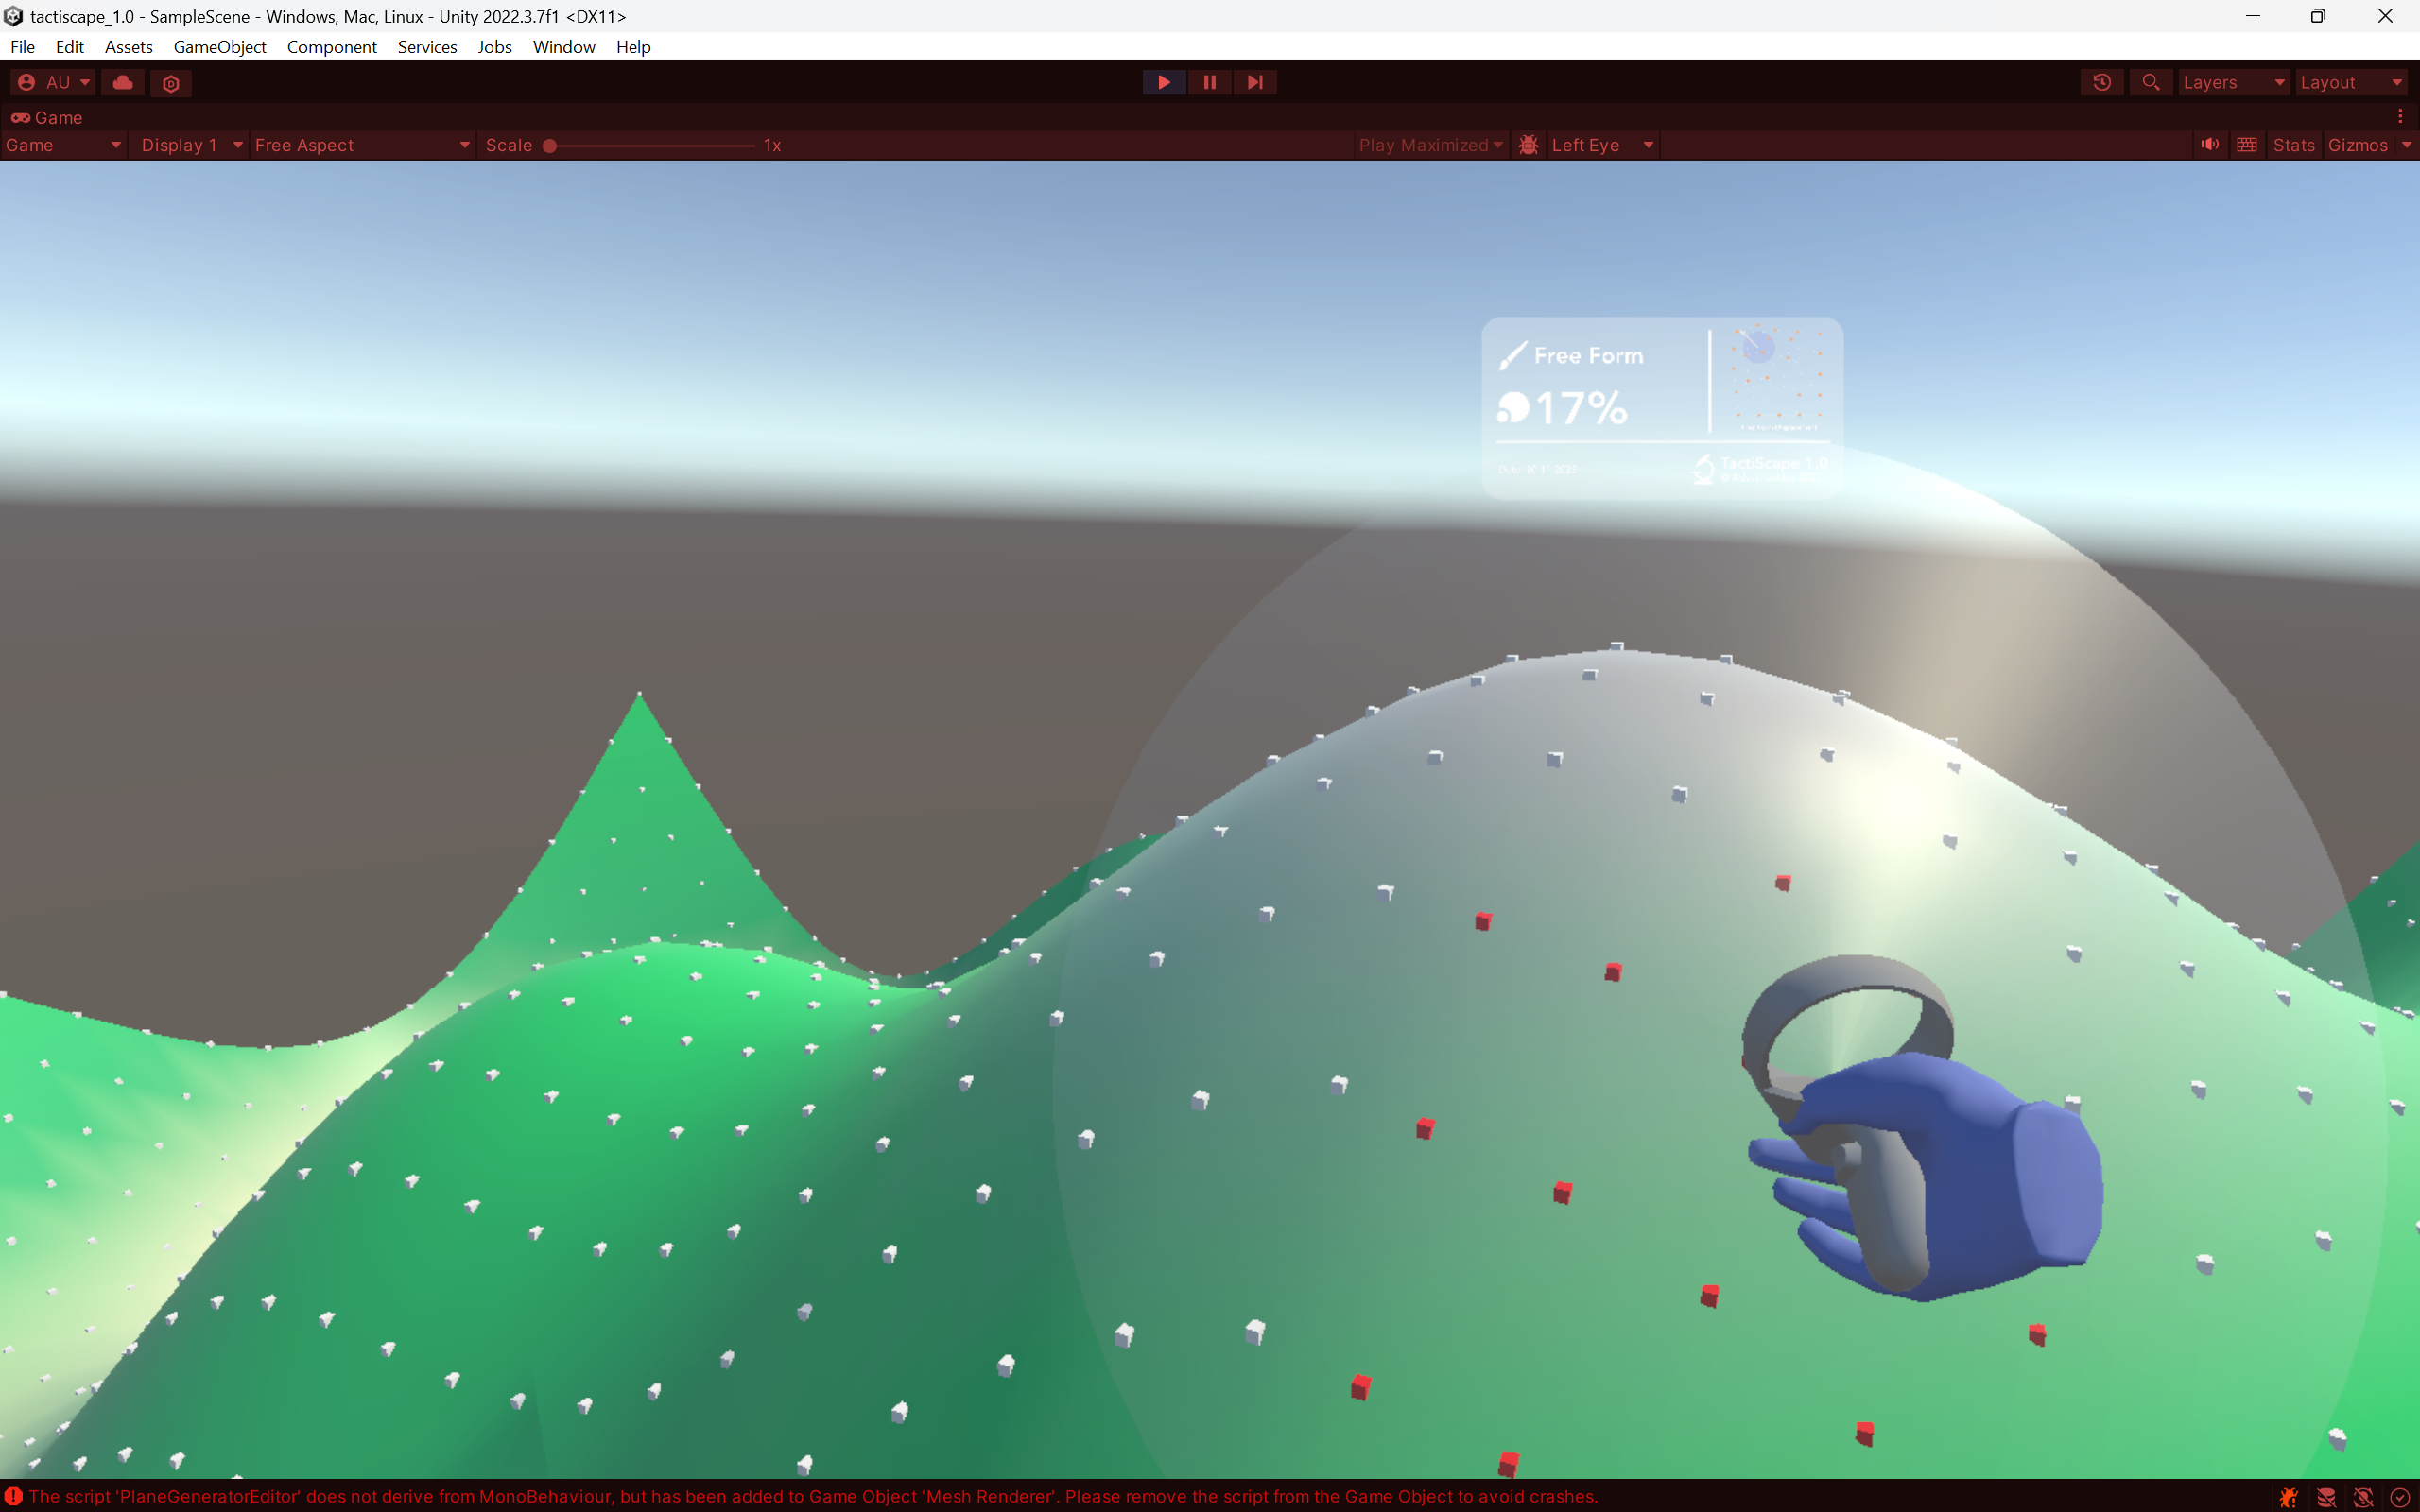 tactiscape_1.0 - SampleScene - Windows, Mac, Linux - Unity 2022.3.7f1 <DX11>
File Edit Assets GameObject Component Services Jobs Window Help
AU Layers Layout
Game
Game Display 1 Free Aspect Scale 1x Play Maximized Left Eye Stats Gizmos
Free Form
17%
TactiScape 1.0
The script 'PlaneGeneratorEditor' does not derive from MonoBehaviour, but has been added to Game Object 'Mesh Renderer'. Please remove the script from the Game Object to avoid crashes.